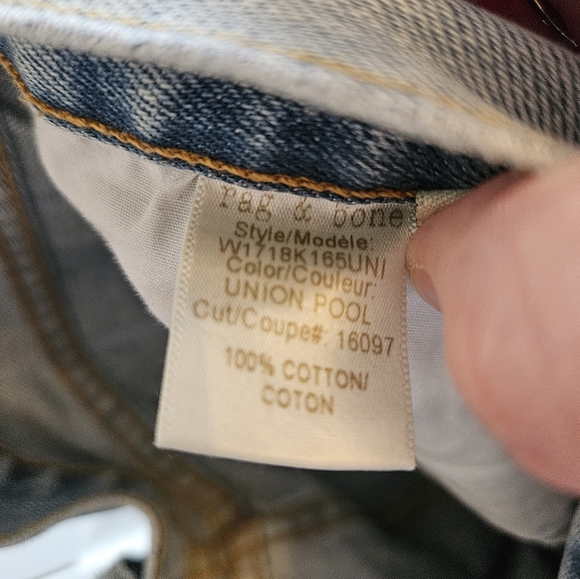 rag & bone
Style/Modèle:
W1718K165UNI
Color/Couleur:
UNION POOL
Cut/Coupe#: 16097
100% COTTON/
COTON